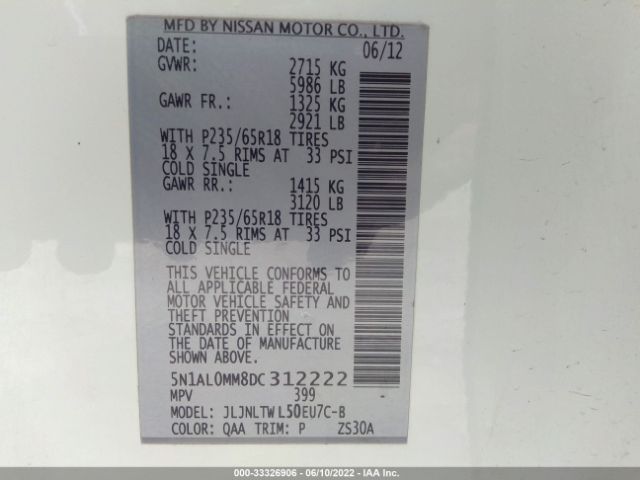 MFD BY NISSAN MOTOR CO., LTD.
DATE: 06/12
GVWR: 2715 KG
5986 LB
GAWR FR.: 1325 KG
2921 LB
WITH P235/65R18 TIRES
18 X 7.5 RIMS AT 33 PSI
COLD SINGLE
GAWR RR.: 1415 KG
3120 LB
WITH P235/65R18 TIRES
18 X 7.5 RIMS AT 33 PSI
COLD SINGLE
THIS VEHICLE CONFORMS TO
ALL APPLICABLE FEDERAL
MOTOR VEHICLE SAFETY AND
THEFT PREVENTION
STANDARDS IN EFFECT ON
THE DATE OF MANUFACTURE
SHOWN ABOVE.
5N1AL0MM8DC312222
MPV 399
MODEL: JLJNLTW L50EU7C-B
COLOR: QAA TRIM: P ZS30A
000-33326906 - 06/10/2022 - IAA Inc.